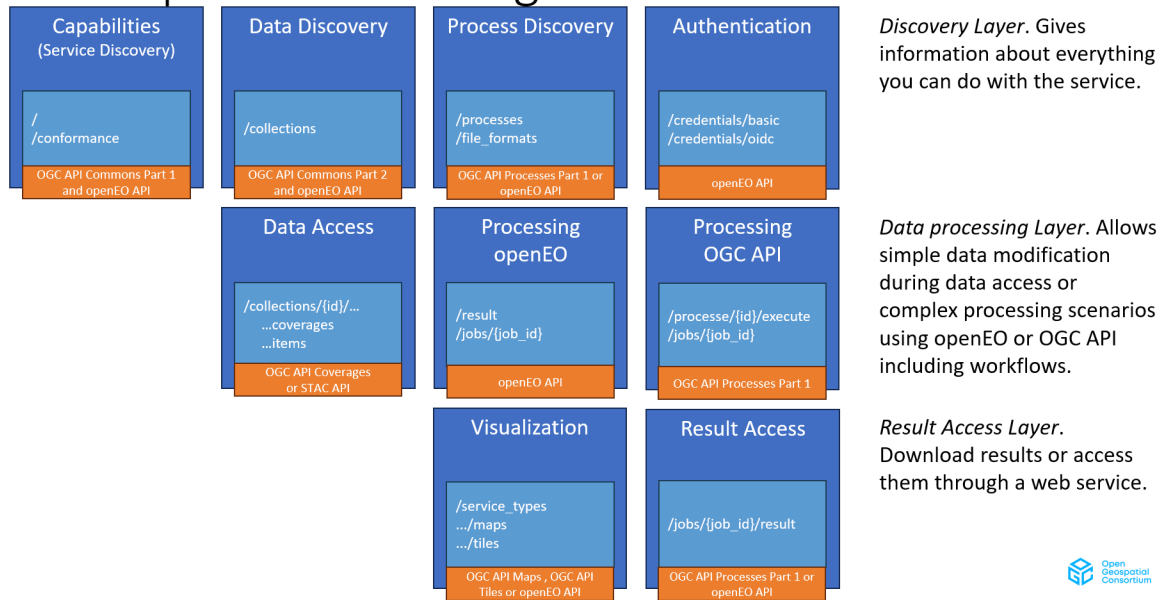 Capabilities
(Service Discovery)
/
/conformance
OGC API Commons Part 1
and openEO API
Data Discovery
/collections
OGC API Commons Part 2
and openEO API
Process Discovery
/processes
/file_formats
OGC API Processes Part 1 or
openEO API
Authentication
/credentials/basic
/credentials/oidc
openEO API
Discovery Layer. Gives
information about everything
you can do with the service.
Data Access
/collections/{id}/...
...coverages
...items
OGC API Coverages
or STAC API
Processing
openEO
/result
/jobs/{job_id}
openEO API
Processing
OGC API
/processe/{id}/execute
/jobs/{job_id}
OGC API Processes Part 1
Data processing Layer. Allows
simple data modification
during data access or
complex processing scenarios
using openEO or OGC API
including workflows.
Visualization
/service_types
.../maps
.../tiles
OGC API Maps , OGC API
Tiles or openEO API
Result Access
/jobs/{job_id}/result
OGC API Processes Part 1 or
openEO API
Result Access Layer.
Download results or access
them through a web service.
Open
Geospatial
Consortium